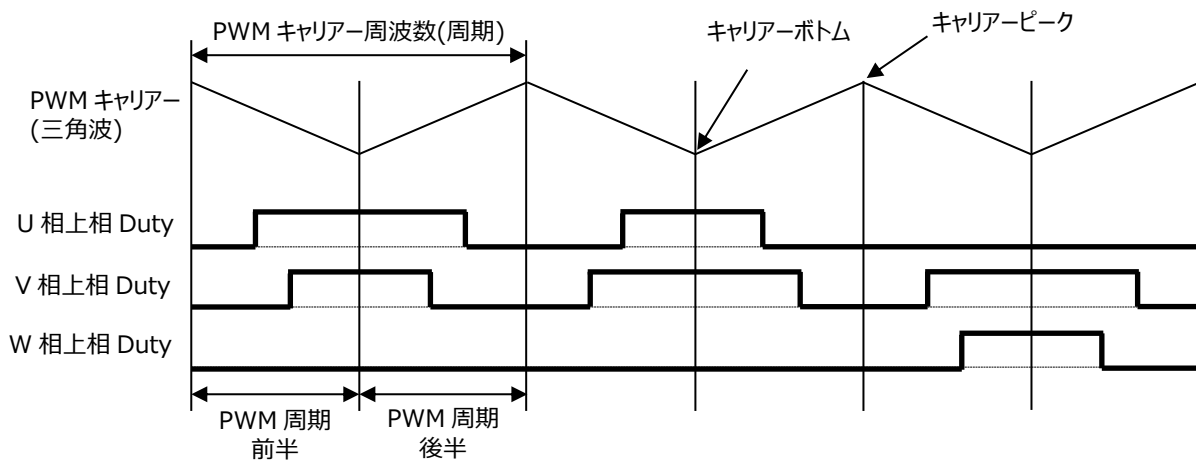 PWM キャリアー周波数(周期)
キャリアーボトム
キャリアーピーク
PWM キャリアー
(三角波)
U 相上相 Duty
V 相上相 Duty
W 相上相 Duty
PWM 周期
前半
PWM 周期
後半